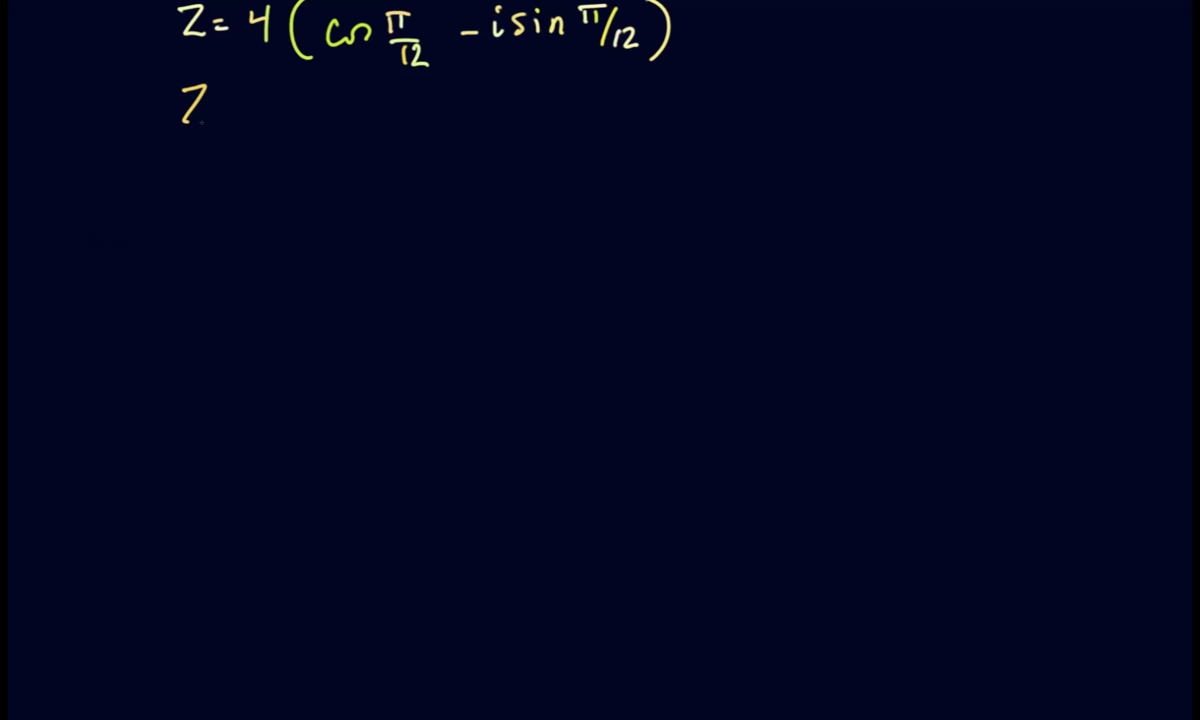 Z = 4 ( cos π/12 - i sin π/12 )
Z